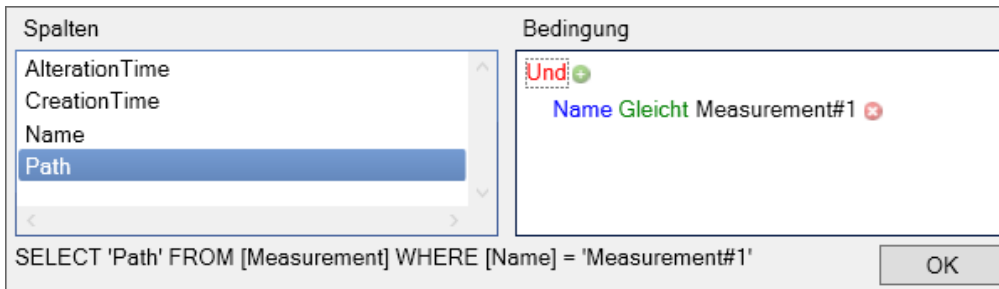 Spalten
AlterationTime
CreationTime
Name
Path
Bedingung
Und
Name Gleicht Measurement#1
SELECT 'Path' FROM [Measurement] WHERE [Name] = 'Measurement#1'
OK